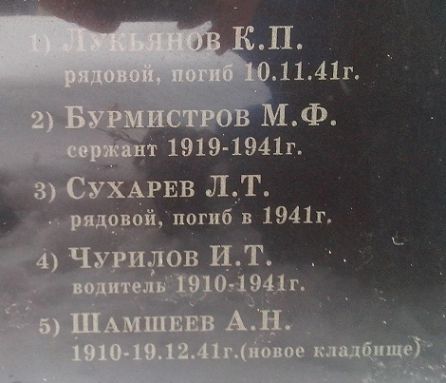 1) Лукьянов К.П.
рядовой, погиб 10.11.41г.
2) Бурмистров М.Ф.
сержант 1919-1941г.
3) Сухарев Л.Т.
рядовой, погиб в 1941г.
4) Чурилов И.Т.
водитель 1910-1941г.
5) Шамшеев А.Н.
1910-19.12.41г.(новое кладбище)